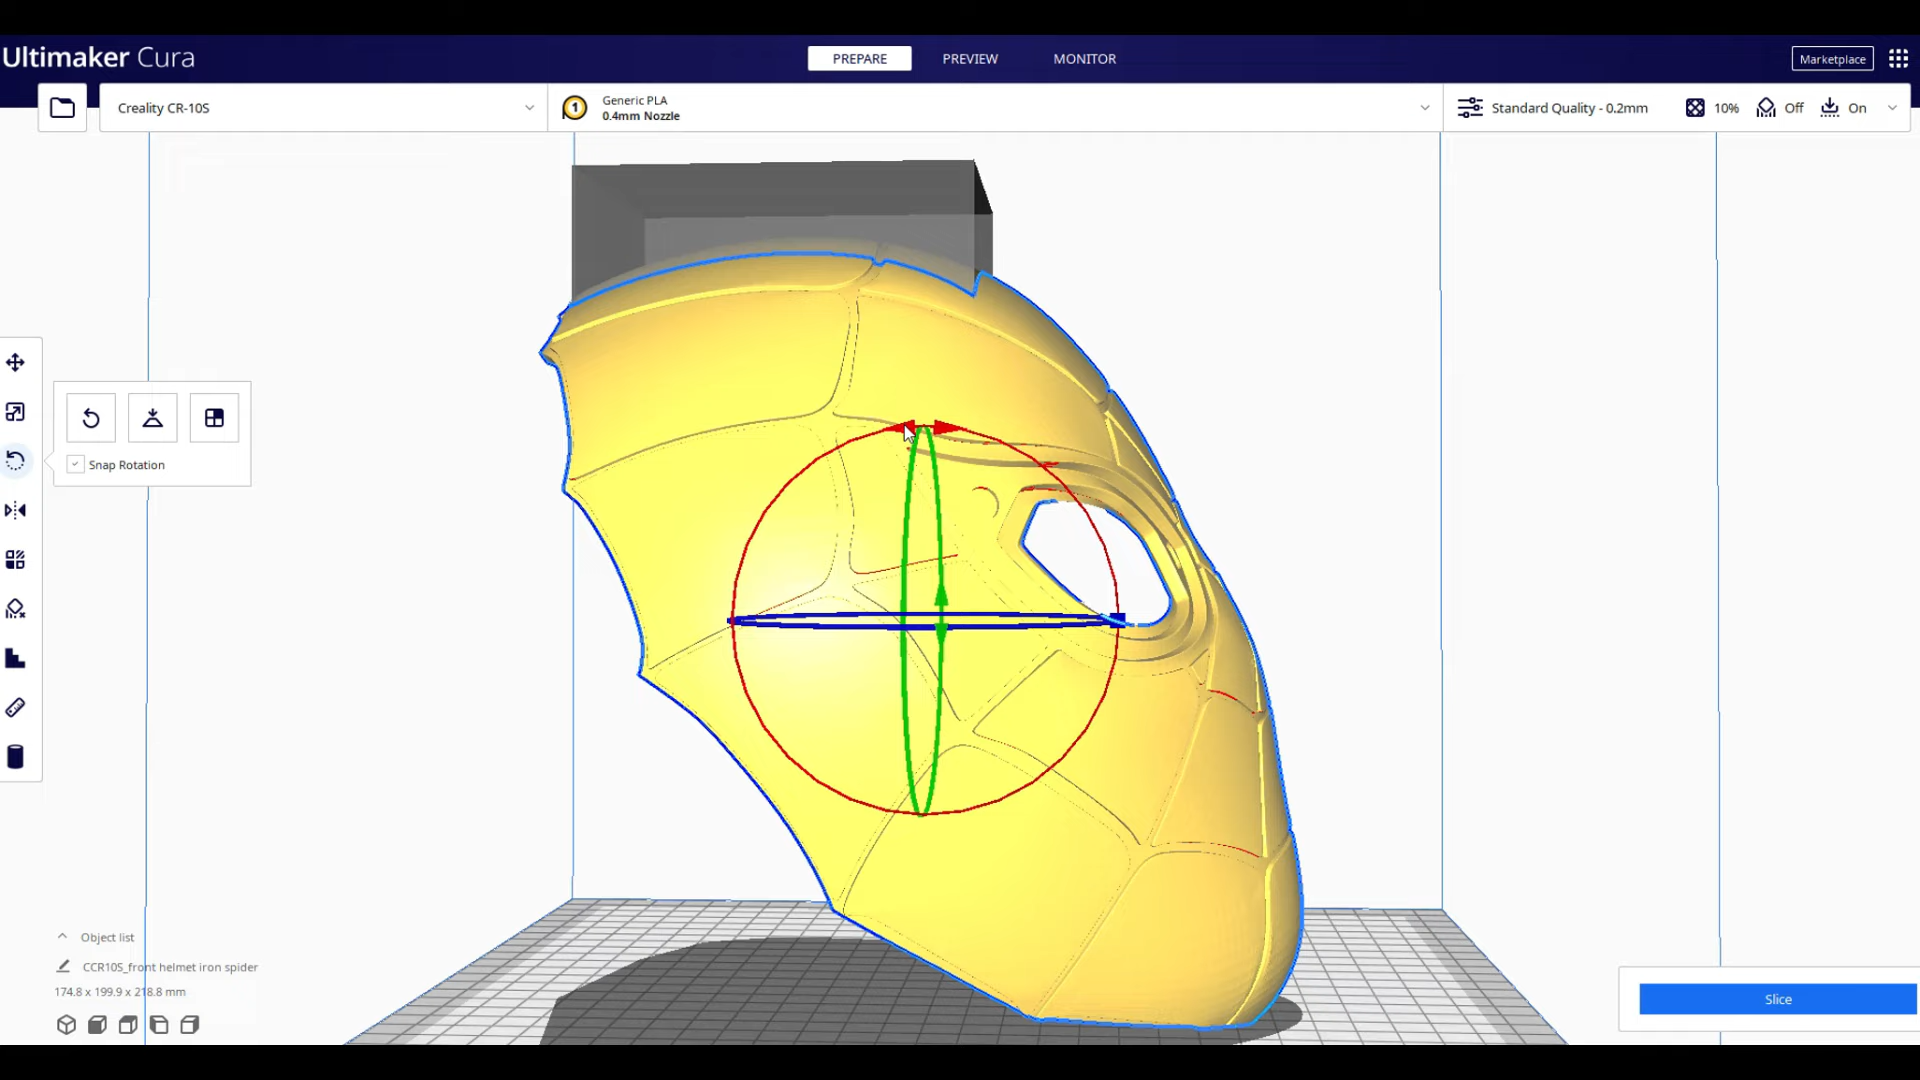 Ultimaker Cura
PREPARE
PREVIEW
MONITOR
Marketplace
Creality CR-10S
1
Generic PLA
0.4mm Nozzle
Standard Quality - 0.2mm
10%
Off
On
Snap Rotation
Object list
CCR10S_front helmet iron spider
174.8 x 199.9 x 218.8 mm
Slice